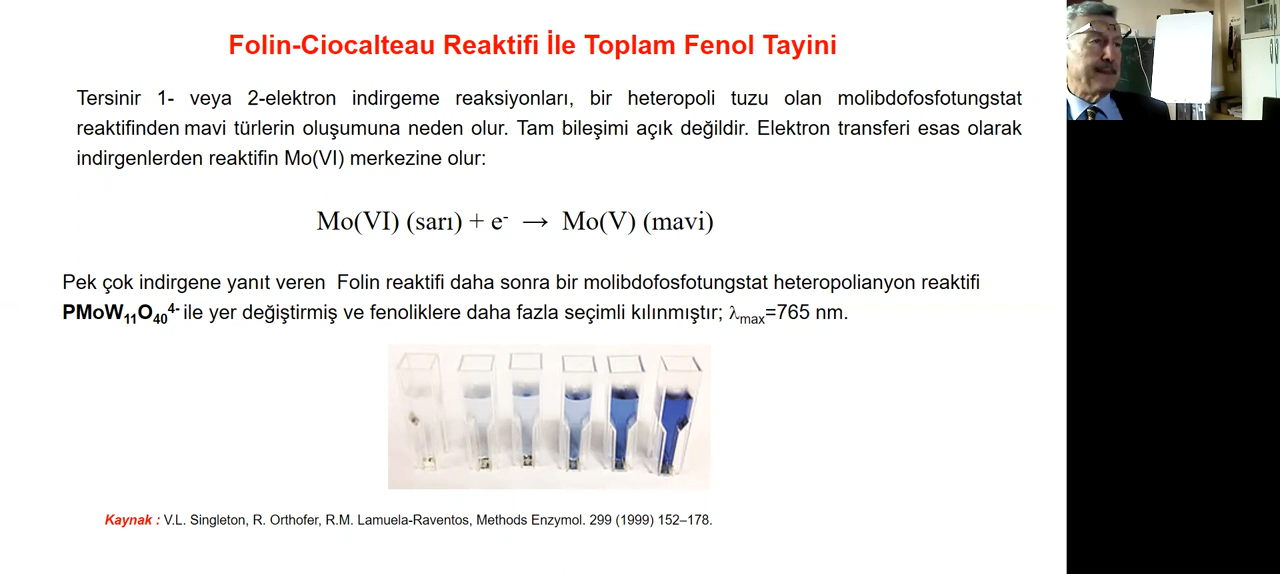 Folin-Ciocalteau Reaktifi İle Toplam Fenol Tayini
Tersinir 1- veya 2-elektron indirgeme reaksiyonları, bir heteropoli tuzu olan molibdofosfotungstat
reaktifinden mavi türlerin oluşumuna neden olur. Tam bileşimi açık değildir. Elektron transferi esas olarak
indirgenlerden reaktifin Mo(VI) merkezine olur:
Mo(VI) (sarı) + e⁻ → Mo(V) (mavi)
Pek çok indirgene yanıt veren Folin reaktifi daha sonra bir molibdofosfotungstat heteropolianyon reaktifi
PMoW₁₁O₄₀⁴⁻ ile yer değiştirmiş ve fenoliklere daha fazla seçimli kılınmıştır; λmax=765 nm.
Kaynak : V.L. Singleton, R. Orthofer, R.M. Lamuela-Raventos, Methods Enzymol. 299 (1999) 152–178.